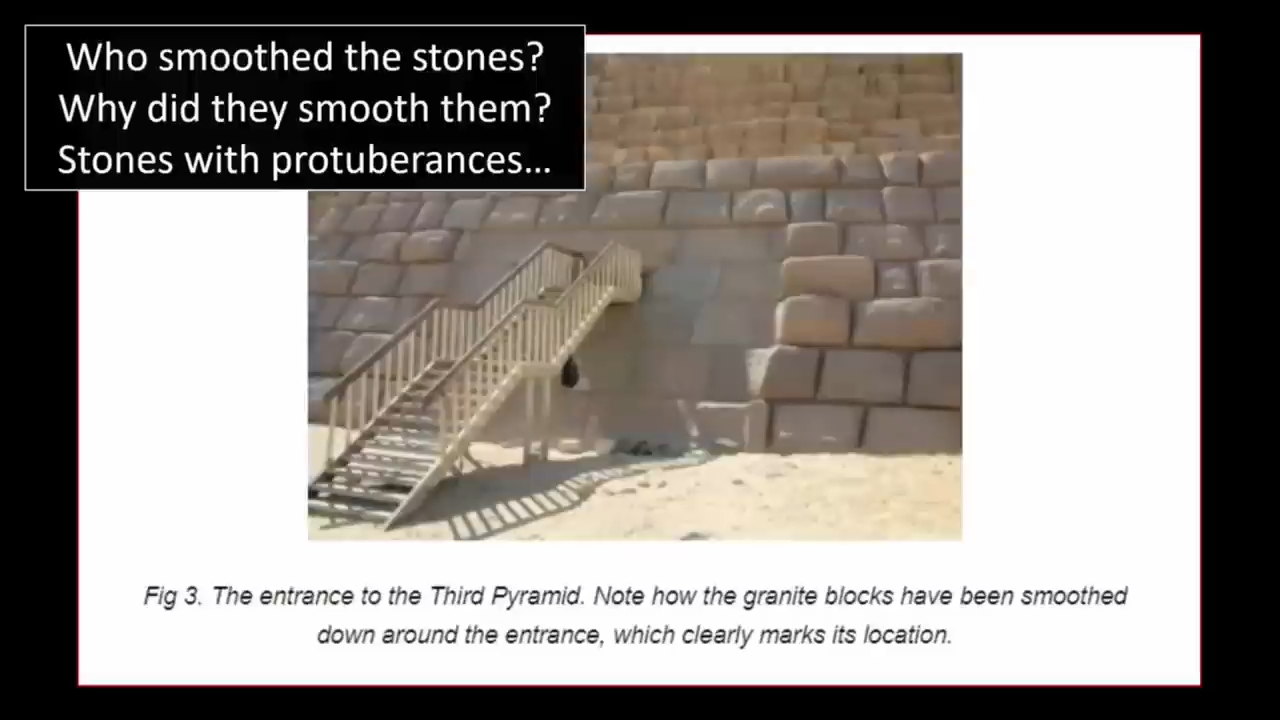 Who smoothed the stones?
Why did they smooth them?
Stones with protuberances...
Fig 3. The entrance to the Third Pyramid. Note how the granite blocks have been smoothed
down around the entrance, which clearly marks its location.